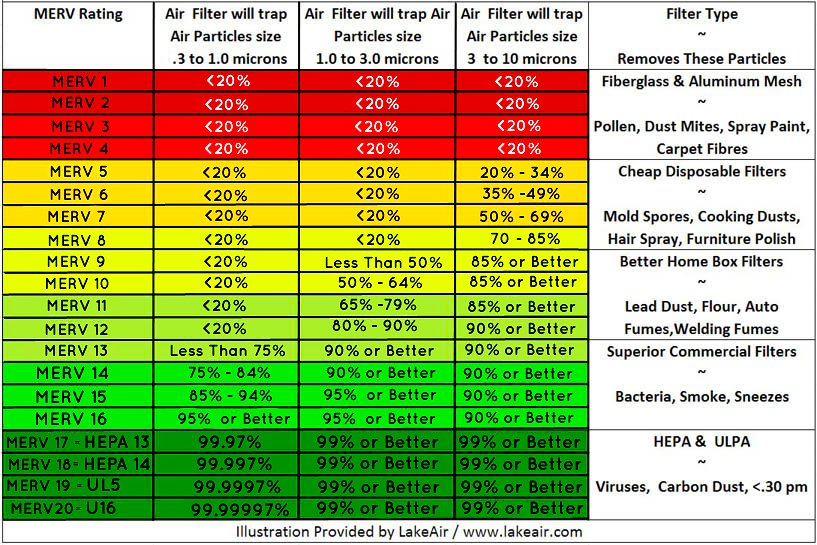 MERV Rating | Air Filter will trap Air Particles size .3 to 1.0 microns | Air Filter will trap Air Particles size 1.0 to 3.0 microns | Air Filter will trap Air Particles size 3 to 10 microns | Filter Type ~ Removes These Particles
MERV 1 | <20% | <20% | <20% | Fiberglass & Aluminum Mesh
MERV 2 | <20% | <20% | <20% | ~
MERV 3 | <20% | <20% | <20% | Pollen, Dust Mites, Spray Paint,
MERV 4 | <20% | <20% | <20% | Carpet Fibres
MERV 5 | <20% | <20% | 20% - 34% | Cheap Disposable Filters
MERV 6 | <20% | <20% | 35% -49% | ~
MERV 7 | <20% | <20% | 50% - 69% | Mold Spores, Cooking Dusts,
MERV 8 | <20% | <20% | 70 - 85% | Hair Spray, Furniture Polish
MERV 9 | <20% | Less Than 50% | 85% or Better | Better Home Box Filters
MERV 10 | <20% | 50% - 64% | 85% or Better | ~
MERV 11 | <20% | 65% -79% | 85% or Better | Lead Dust, Flour, Auto
MERV 12 | <20% | 80% - 90% | 90% or Better | Fumes,Welding Fumes
MERV 13 | Less Than 75% | 90% or Better | 90% or Better | Superior Commercial Filters
MERV 14 | 75% - 84% | 90% or Better | 90% or Better | ~
MERV 15 | 85% - 94% | 95% or Better | 90% or Better | Bacteria, Smoke, Sneezes
MERV 16 | 95% or Better | 95% or Better | 90% or Better
MERV 17 - HEPA 13 | 99.97% | 99% or Better | 99% or Better | HEPA & ULPA
MERV 18- HEPA 14 | 99.997% | 99% or Better | 99% or Better | ~
MERV 19 - UL5 | 99.9997% | 99% or Better | 99% or Better | Viruses, Carbon Dust, <.30 pm
MERV20- U16 | 99.99997% | 99% or Better | 99% or Better
Illustration Provided by LakeAir / www.lakeair.com